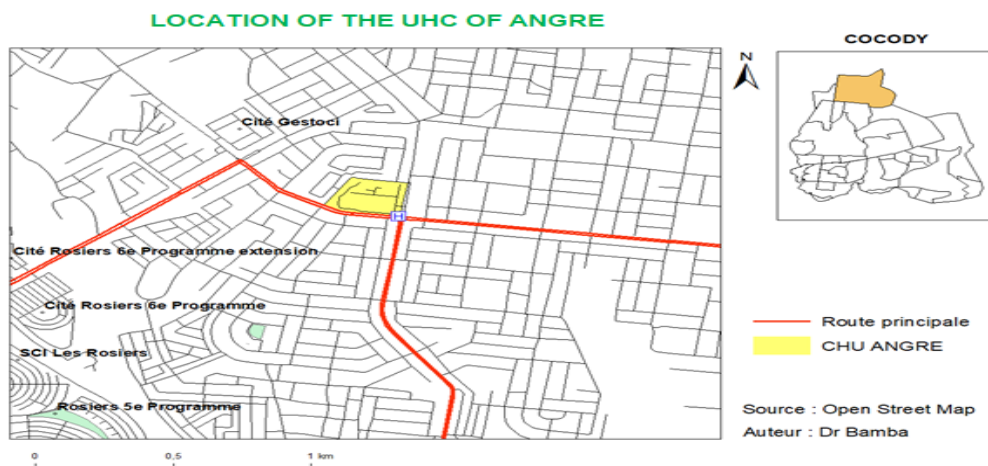 LOCATION OF THE UHC OF ANGRE
COCODY
N
Cité Gestoci
H
Cité Rosiers 6e Programme extension
Cité Rosiers 6e Programme
SCI Les Rosiers
Rosiers 5e Programme
Route principale
CHU ANGRE
Source : Open Street Map
Auteur : Dr Bamba
0 0,5 1 km